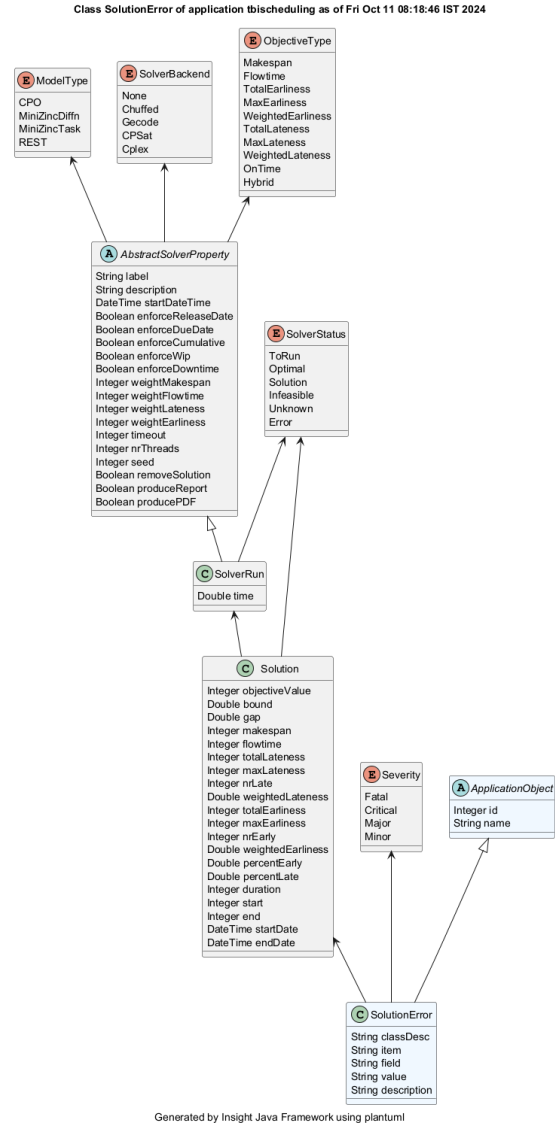 Class SolutionError of application tbischeduling as of Fri Oct 11 08:18:46 IST 2024
E ObjectiveType
Makespan
Flowtime
TotalEarliness
MaxEarliness
WeightedEarliness
TotalLateness
MaxLateness
WeightedLateness
OnTime
Hybrid
E ModelType
CPO
MiniZincDiffn
MiniZincTask
REST
E SolverBackend
None
Chuffed
Gecode
CPSat
Cplex
A AbstractSolverProperty
String label
String description
DateTime startDateTime
Boolean enforceReleaseDate
Boolean enforceDueDate
Boolean enforceCumulative
Boolean enforceWip
Boolean enforceDowntime
Integer weightMakespan
Integer weightFlowtime
Integer weightLateness
Integer weightEarliness
Integer timeout
Integer nrThreads
Integer seed
Boolean removeSolution
Boolean produceReport
Boolean producePDF
E SolverStatus
ToRun
Optimal
Solution
Infeasible
Unknown
Error
C SolverRun
Double time
C Solution
Integer objectiveValue
Double bound
Double gap
Integer makespan
Integer flowtime
Integer totalLateness
Integer maxLateness
Integer nrLate
Double weightedLateness
Integer totalEarliness
Integer maxEarliness
Integer nrEarly
Double weightedEarliness
Double percentEarly
Double percentLate
Integer duration
Integer start
Integer end
DateTime startDate
DateTime endDate
E Severity
Fatal
Critical
Major
Minor
A ApplicationObject
Integer id
String name
C SolutionError
String classDesc
String item
String field
String value
String description
Generated by Insight Java Framework using plantuml